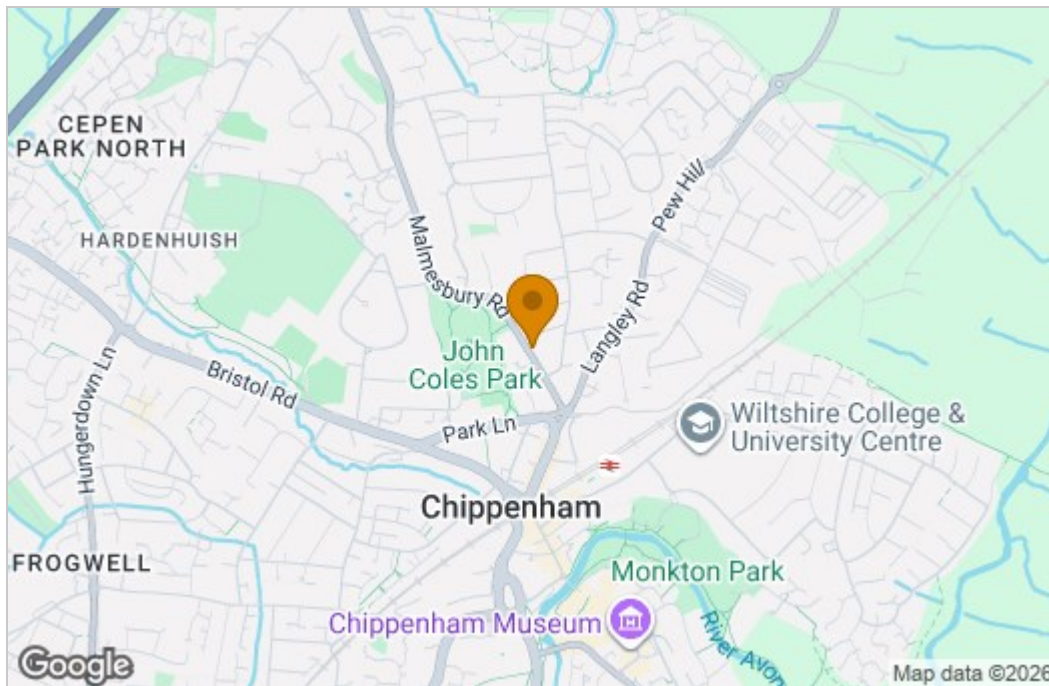 CEPEN
PARK NORTH
HARDENHUISH
Malmesbury Rd
Pew Hill
Langley Rd
John
Coles Park
Bristol Rd
Hungerdown Ln
Park Ln
Wiltshire College &
University Centre
Chippenham
FROGWELL
Monkton Park
Chippenham Museum
River Avon
Google
Map data ©2026